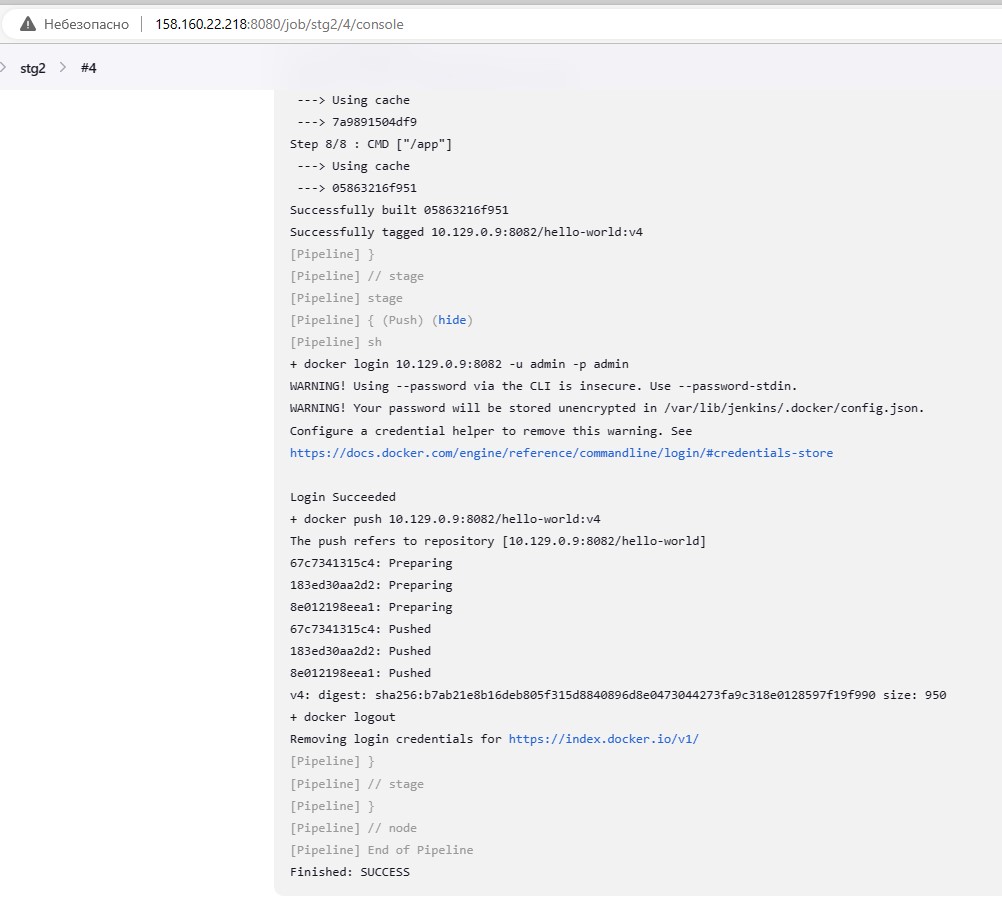 Небезопасно 158.160.22.218:8080/job/stg2/4/console
stg2 #4
---> Using cache
---> 7a9891504df9
Step 8/8 : CMD ["/app"]
---> Using cache
---> 05863216f951
Successfully built 05863216f951
Successfully tagged 10.129.0.9:8082/hello-world:v4
[Pipeline] }
[Pipeline] // stage
[Pipeline] stage
[Pipeline] { (Push) (hide)
[Pipeline] sh
+ docker login 10.129.0.9:8082 -u admin -p admin
WARNING! Using --password via the CLI is insecure. Use --password-stdin.
WARNING! Your password will be stored unencrypted in /var/lib/jenkins/.docker/config.json.
Configure a credential helper to remove this warning. See
https://docs.docker.com/engine/reference/commandline/login/#credentials-store
Login Succeeded
+ docker push 10.129.0.9:8082/hello-world:v4
The push refers to repository [10.129.0.9:8082/hello-world]
67c7341315c4: Preparing
183ed30aa2d2: Preparing
8e012198eea1: Preparing
67c7341315c4: Pushed
183ed30aa2d2: Pushed
8e012198eea1: Pushed
v4: digest: sha256:b7ab21e8b16deb805f315d8840896d8e0473044273fa9c318e0128597f19f990 size: 950
+ docker logout
Removing login credentials for https://index.docker.io/v1/
[Pipeline] }
[Pipeline] // stage
[Pipeline] }
[Pipeline] // node
[Pipeline] End of Pipeline
Finished: SUCCESS